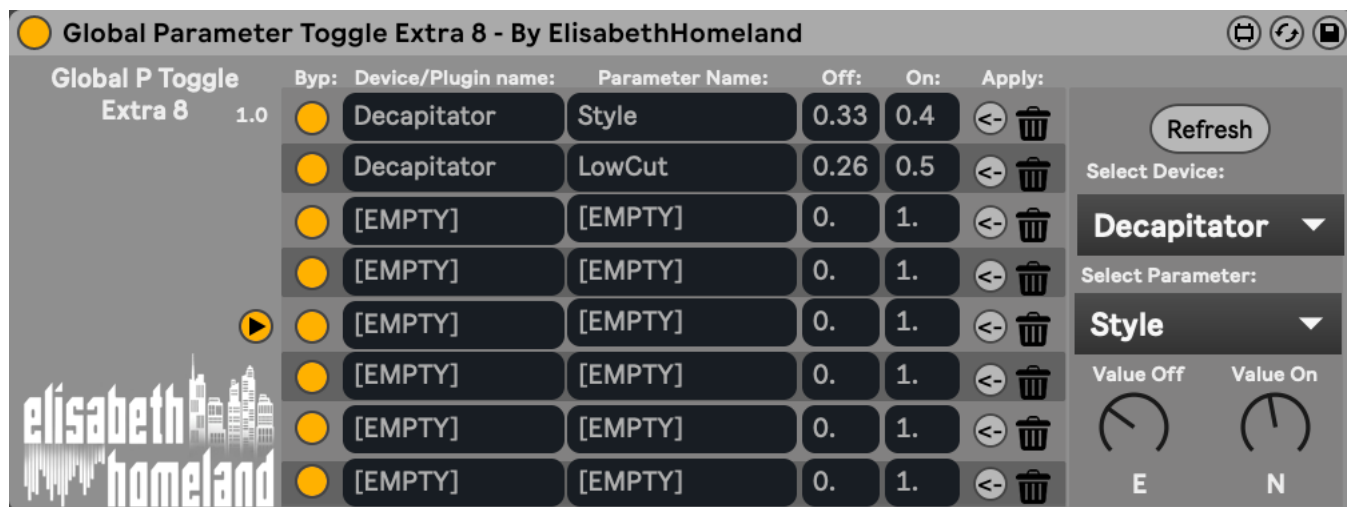 Global Parameter Toggle Extra 8 - By ElisabethHomeland
Global P Toggle
Extra 8 1.0
Byp: Device/Plugin name: Parameter Name: Off: On: Apply:
Decapitator Style 0.33 0.4 <-
Decapitator LowCut 0.26 0.5 <-
[EMPTY] [EMPTY] 0. 1. <-
[EMPTY] [EMPTY] 0. 1. <-
[EMPTY] [EMPTY] 0. 1. <-
[EMPTY] [EMPTY] 0. 1. <-
[EMPTY] [EMPTY] 0. 1. <-
[EMPTY] [EMPTY] 0. 1. <-
Refresh
Select Device:
Decapitator
Select Parameter:
Style
Value Off Value On
E N
elisabeth
homeland